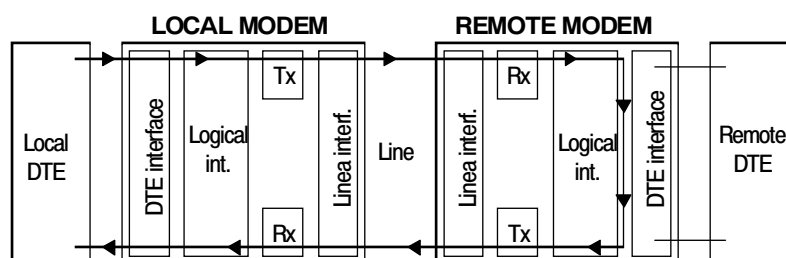 LOCAL MODEM
REMOTE MODEM
Local
DTE
DTE interface
Logical
int.
Tx
Rx
Linea interf.
Line
Linea interf.
Rx
Tx
Logical
int.
DTE interface
Remote
DTE